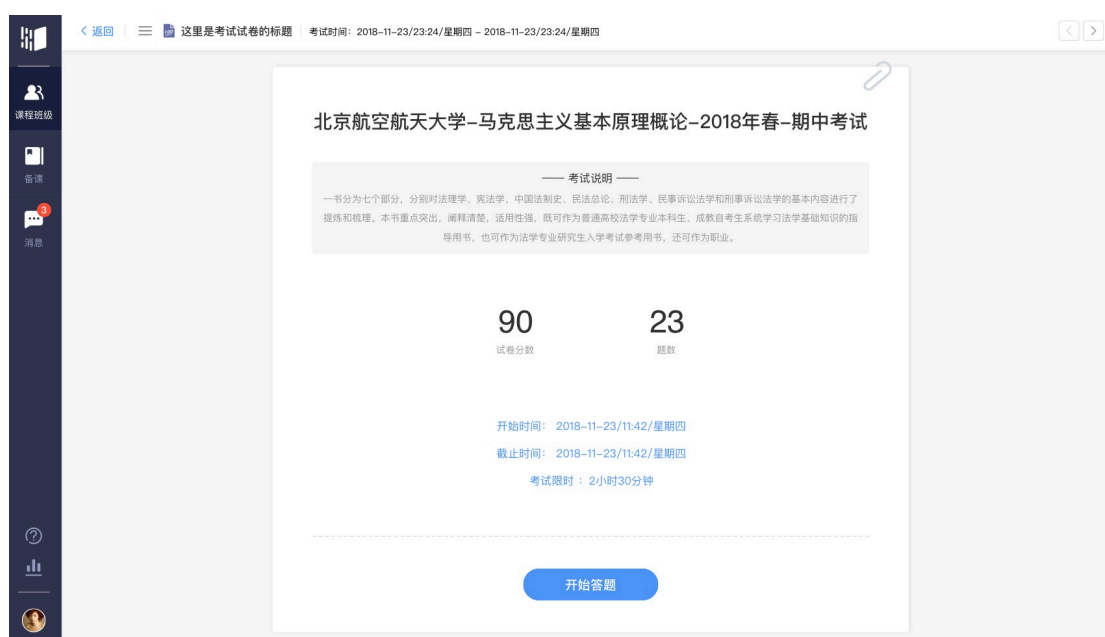 返回
这里是考试试卷的标题
考试时间：2018-11-23/23:24/星期四 - 2018-11-23/23:24/星期四
课程班级
备课
3
消息
北京航空航天大学-马克思主义基本原理概论-2018年春-期中考试
考试说明
一书分为七个部分，分别对法理学、宪法学、中国法制史、民法总论、刑法学、民事诉讼法学和刑事诉讼法学的基本内容进行了
提炼和梳理。本书重点突出，阐释清楚，适用性强，既可作为普通高校法学专业本科生、成教自考生系统学习法学基础知识的指
导用书，也可作为法学专业研究生入学考试参考用书，还可作为职业。
90
23
试卷分数
题数
开始时间： 2018-11-23/11:42/星期四
截止时间： 2018-11-23/11:42/星期四
考试限时 ：2小时30分钟
开始答题